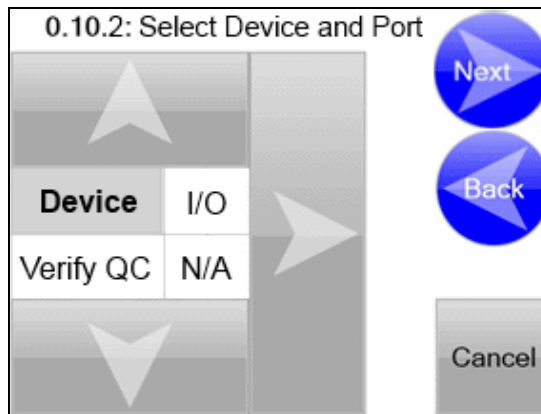 0.10.2: Select Device and Port
Next
Back
Device I/O
Verify QC N/A
Cancel